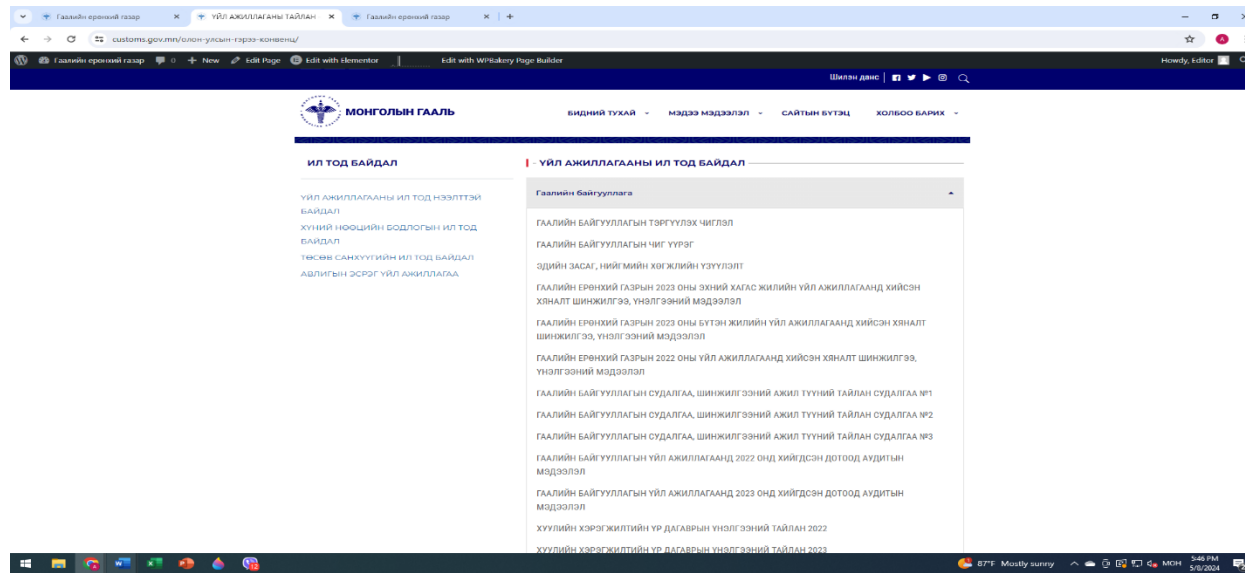 Гаалийн ерөнхий газар
ҮЙЛ АЖИЛЛАГАНЫ ТАЙЛАН
Гаалийн ерөнхий газар
customs.gov.mn/олон-улсын-гэрээ-конвенц/
Гаалийн ерөнхий газар 0 New Edit Page Edit with Elementor Edit with WPBakery Page Builder Howdy, Editor
Шилэн данс
МОНГОЛЫН ГААЛЬ
БИДНИЙ ТУХАЙ МЭДЭЭ МЭДЭЭЛЭЛ САЙТЫН БҮТЭЦ ХОЛБОО БАРИХ
ИЛ ТОД БАЙДАЛ
ҮЙЛ АЖИЛЛАГААНЫ ИЛ ТОД НЭЭЛТТЭЙ
БАЙДАЛ
ХҮНИЙ НӨӨЦИЙН БОДЛОГЫН ИЛ ТОД
БАЙДАЛ
ТӨСӨВ САНХҮҮГИЙН ИЛ ТОД БАЙДАЛ
АВЛИГЫН ЭСРЭГ ҮЙЛ АЖИЛЛАГАА
- ҮЙЛ АЖИЛЛАГААНЫ ИЛ ТОД БАЙДАЛ
Гаалийн байгууллага
ГААЛИЙН БАЙГУУЛЛАГЫН ТЭРГҮҮЛЭХ ЧИГЛЭЛ
ГААЛИЙН БАЙГУУЛЛАГЫН ЧИГ ҮҮРЭГ
ЭДИЙН ЗАСАГ, НИЙГМИЙН ХӨГЖЛИЙН ҮЗҮҮЛЭЛТ
ГААЛИЙН ЕРӨНХИЙ ГАЗРЫН 2023 ОНЫ ЭХНИЙ ХАГАС ЖИЛИЙН ҮЙЛ АЖИЛЛАГААНД ХИЙСЭН
ХЯНАЛТ ШИНЖИЛГЭЭ, ҮНЭЛГЭЭНИЙ МЭДЭЭЛЭЛ
ГААЛИЙН ЕРӨНХИЙ ГАЗРЫН 2023 ОНЫ БҮТЭН ЖИЛИЙН ҮЙЛ АЖИЛЛАГААНД ХИЙСЭН ХЯНАЛТ
ШИНЖИЛГЭЭ, ҮНЭЛГЭЭНИЙ МЭДЭЭЛЭЛ
ГААЛИЙН ЕРӨНХИЙ ГАЗРЫН 2022 ОНЫ ҮЙЛ АЖИЛЛАГААНД ХИЙСЭН ХЯНАЛТ ШИНЖИЛГЭЭ,
ҮНЭЛГЭЭНИЙ МЭДЭЭЛЭЛ
ГААЛИЙН БАЙГУУЛЛАГЫН СУДАЛГАА, ШИНЖИЛГЭЭНИЙ АЖИЛ ТҮҮНИЙ ТАЙЛАН СУДАЛГАА №1
ГААЛИЙН БАЙГУУЛЛАГЫН СУДАЛГАА, ШИНЖИЛГЭЭНИЙ АЖИЛ ТҮҮНИЙ ТАЙЛАН СУДАЛГАА №2
ГААЛИЙН БАЙГУУЛЛАГЫН СУДАЛГАА, ШИНЖИЛГЭЭНИЙ АЖИЛ ТҮҮНИЙ ТАЙЛАН СУДАЛГАА №3
ГААЛИЙН БАЙГУУЛЛАГЫН ҮЙЛ АЖИЛЛАГААНД 2022 ОНД ХИЙГДСЭН ДОТООД АУДИТЫН
МЭДЭЭЛЭЛ
ГААЛИЙН БАЙГУУЛЛАГЫН ҮЙЛ АЖИЛЛАГААНД 2023 ОНД ХИЙГДСЭН ДОТООД АУДИТЫН
МЭДЭЭЛЭЛ
ХУУЛИЙН ХЭРЭГЖИЛТИЙН ҮР ДАГАВРЫН ҮНЭЛГЭЭНИЙ ТАЙЛАН 2022
ХУУЛИЙН ХЭРЭГЖИЛТИЙН ҮР ДАГАВРЫН ҮНЭЛГЭЭНИЙ ТАЙЛАН 2023
87°F Mostly sunny МОН 5:46 PM
5/8/2024